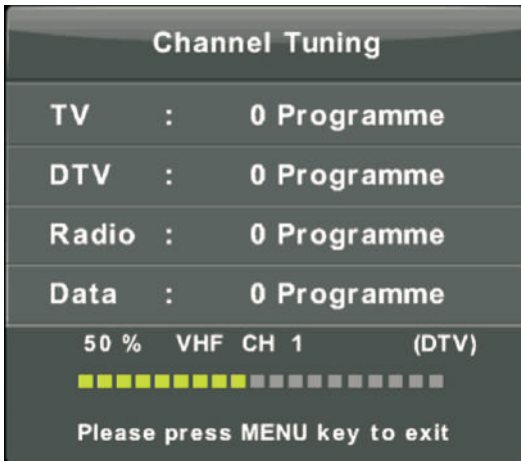 Channel Tuning
TV : 0 Programme
DTV : 0 Programme
Radio : 0 Programme
Data : 0 Programme
50 % VHF CH 1 (DTV)
Please press MENU key to exit